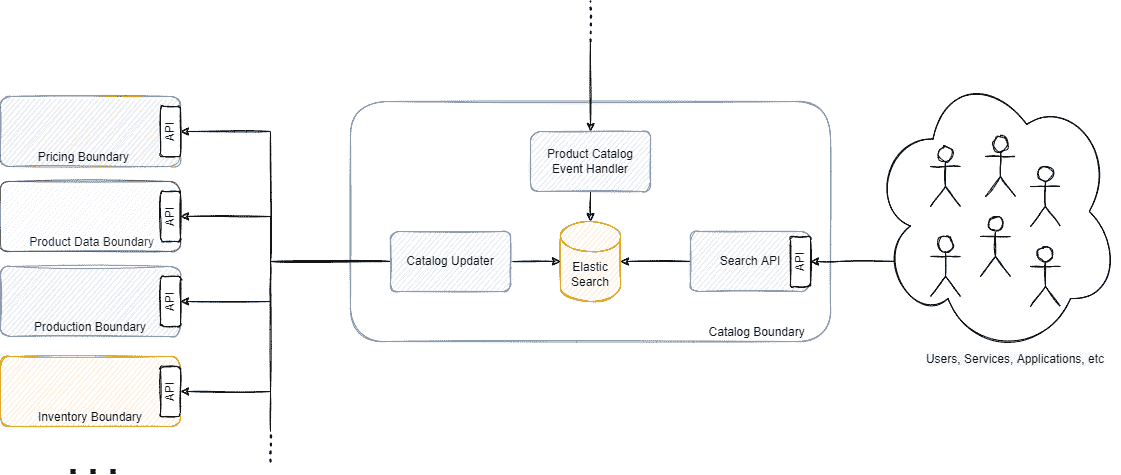 API
Pricing Boundary
API
Product Data Boundary
API
Production Boundary
API
Inventory Boundary
Product Catalog
Event Handler
Catalog Updater
Elastic
Search
Search API
API
Catalog Boundary
Users, Services, Applications, etc